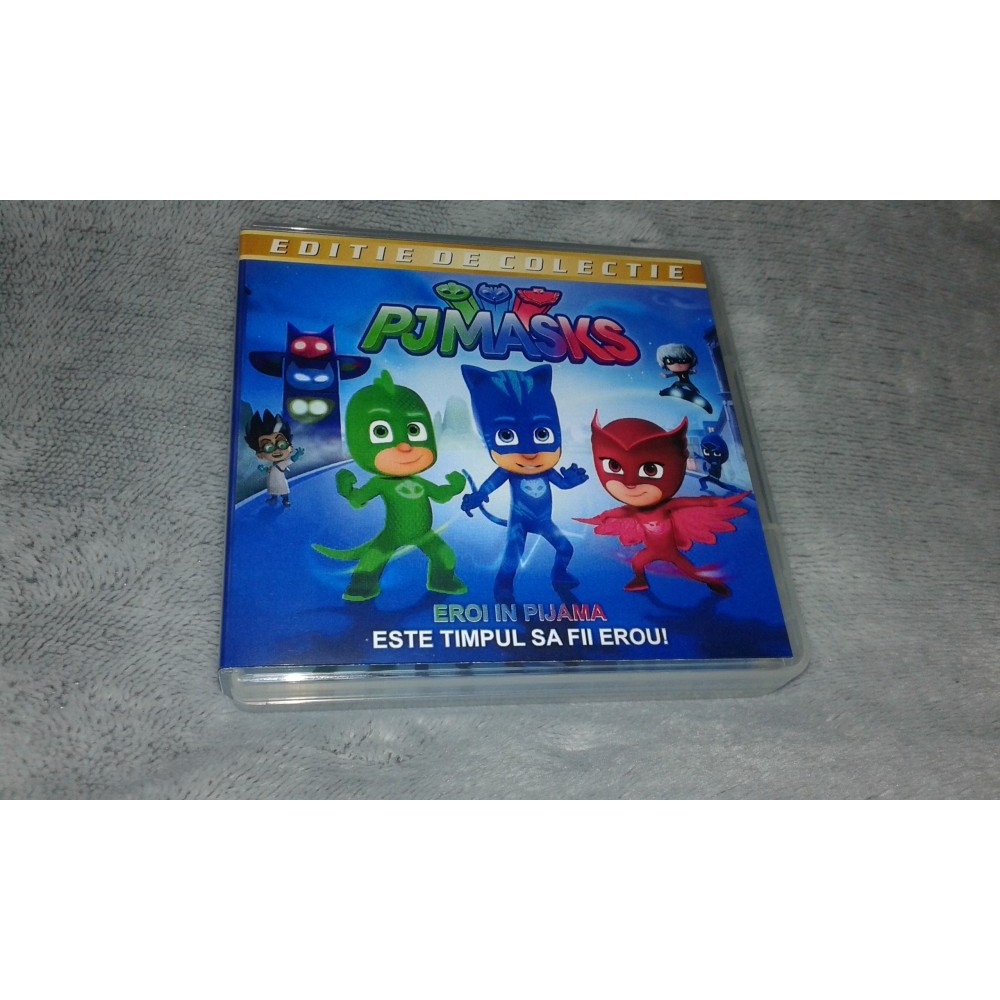 EDITIE DE COLECTIE
PJMASKS
EROI IN PIJAMA
ESTE TIMPUL SA FII EROU!